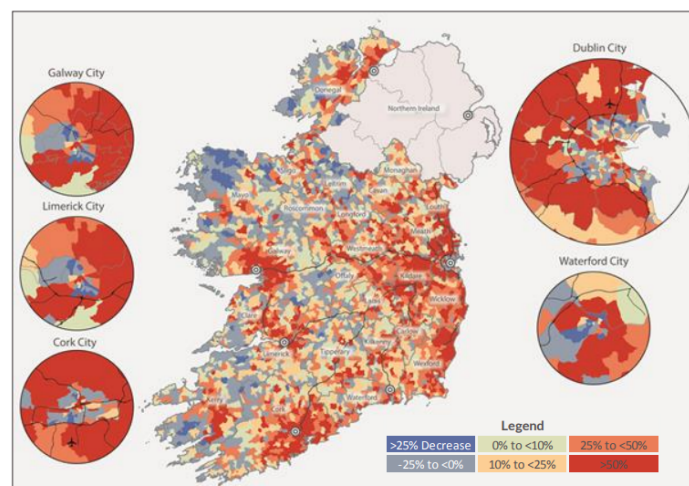 Galway City
Dublin City
Donegal
Northern Ireland
Limerick City
Mayo
Sligo
Leitrim
Monaghan
Cavan
Roscommon
Longford
Louth
Meath
Galway
Westmeath
Offaly
Kildare
Waterford City
Wicklow
Laois
Clare
Carlow
Cork City
Limerick
Tipperary
Kilkenny
Wexford
Kerry
Cork
Waterford
Legend
>25% Decrease 0% to <10% 25% to <50%
-25% to <0% 10% to <25% >50%